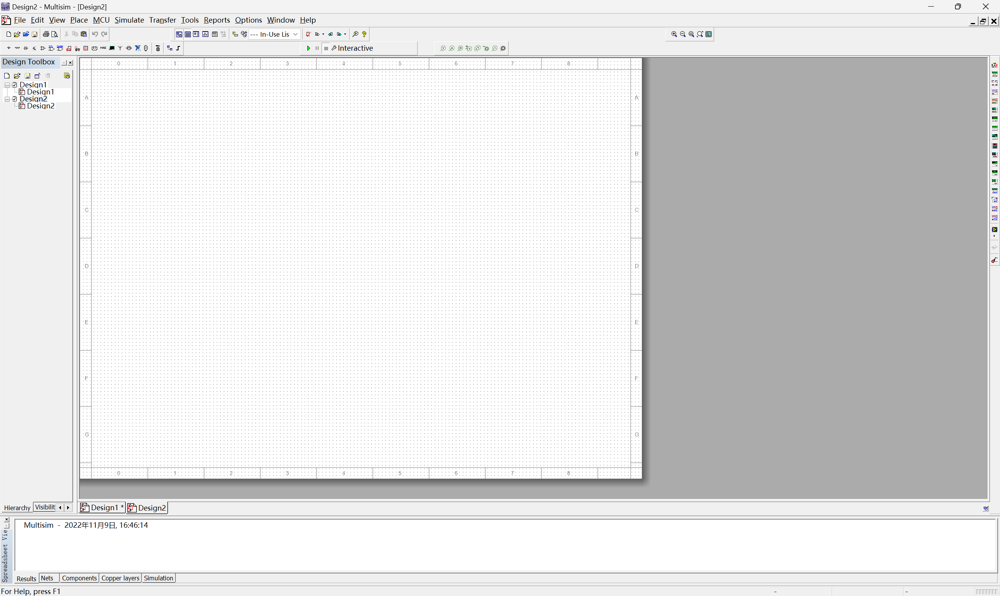 Design2 - Multisim - [Design2]
File Edit View Place MCU Simulate Transfer Tools Reports Options Window Help
--- In-Use Lis
MISC
Interactive
Design Toolbox
Design1
Design1
Design2
Design2
0 1 2 3 4 5 6 7 8
A A
B B
C C
D D
E E
F F
G G
0 1 2 3 4 5 6 7 8
Hierarchy Visibilit
Design1 * Design2
Multisim - 2022年11月9日, 16:46:14
Spreadsheet Vie
Results Nets Components Copper layers Simulation
For Help, press F1 - -